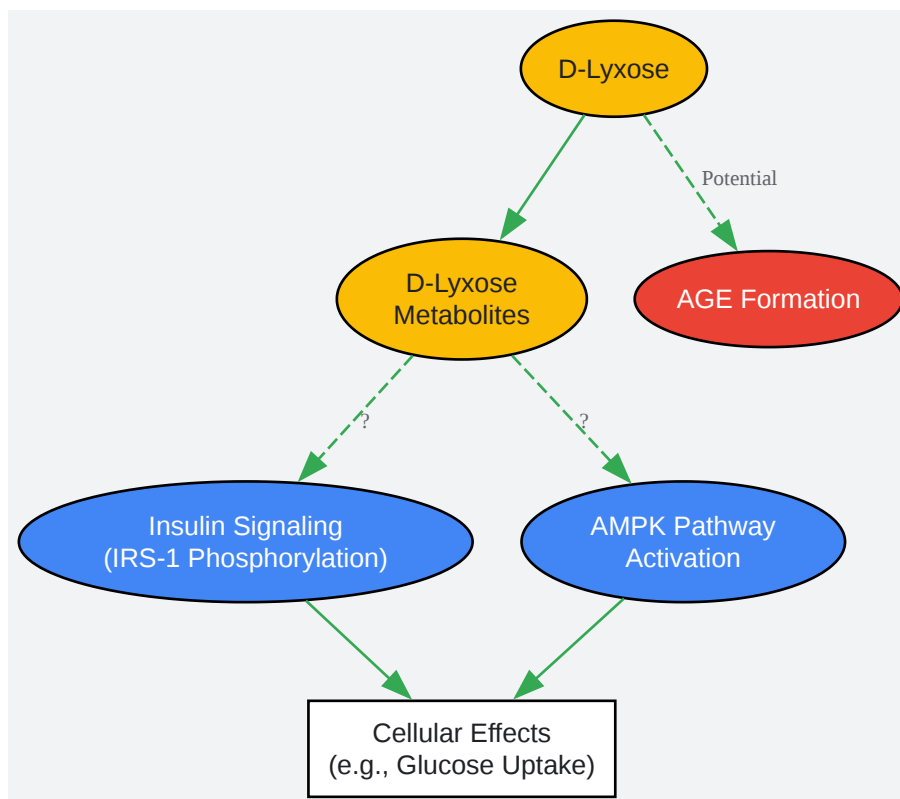 D-Lyxose
Potential
D-Lyxose
Metabolites
AGE Formation
?
?
Insulin Signaling
(IRS-1 Phosphorylation)
AMPK Pathway
Activation
Cellular Effects
(e.g., Glucose Uptake)